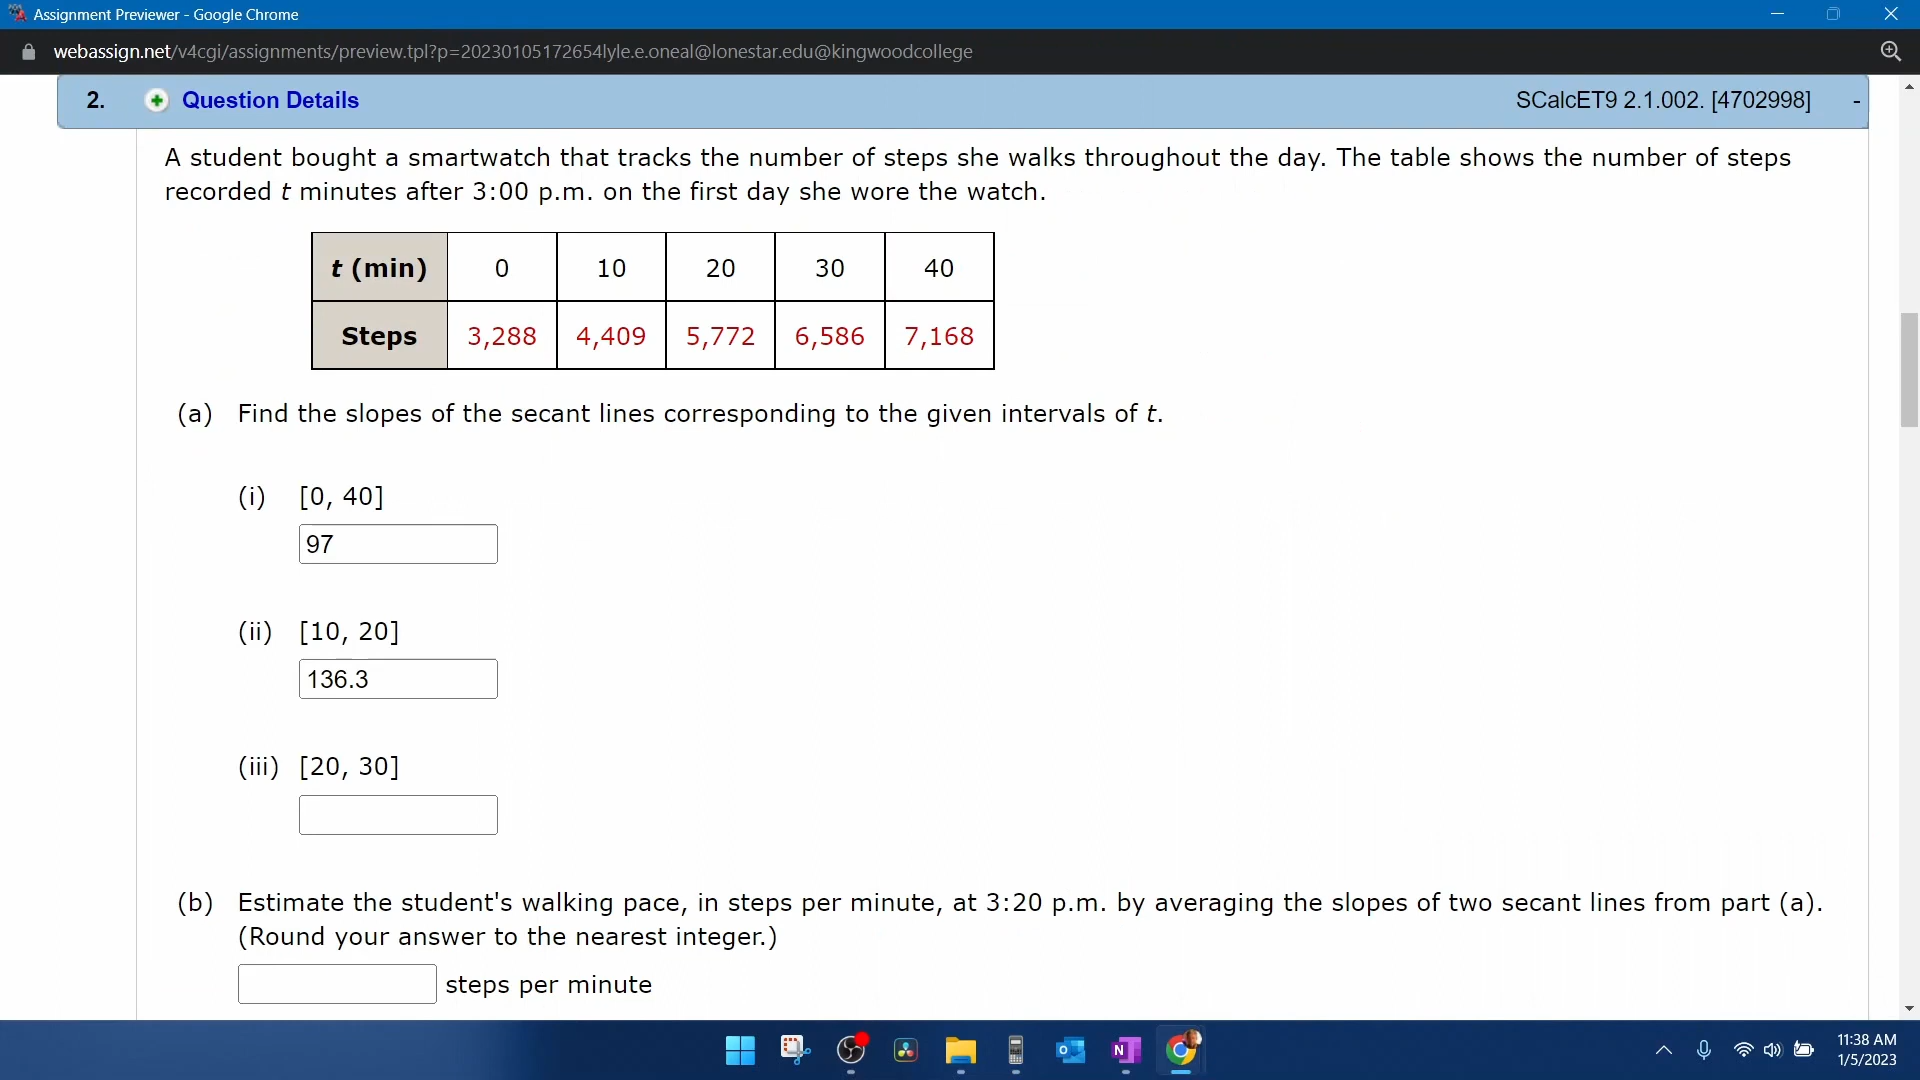 Assignment Previewer - Google Chrome
webassign.net/v4cgi/assignments/preview.tpl?p=20230105172654lyle.e.oneal@lonestar.edu@kingwoodcollege
2. Question Details SCalcET9 2.1.002. [4702998] -
A student bought a smartwatch that tracks the number of steps she walks throughout the day. The table shows the number of steps
recorded t minutes after 3:00 p.m. on the first day she wore the watch.
t (min) 0 10 20 30 40
Steps 3,288 4,409 5,772 6,586 7,168
(a) Find the slopes of the secant lines corresponding to the given intervals of t.
(i) [0, 40]
97
(ii) [10, 20]
136.3
(iii) [20, 30]
(b) Estimate the student's walking pace, in steps per minute, at 3:20 p.m. by averaging the slopes of two secant lines from part (a).
(Round your answer to the nearest integer.)
steps per minute
11:38 AM
1/5/2023